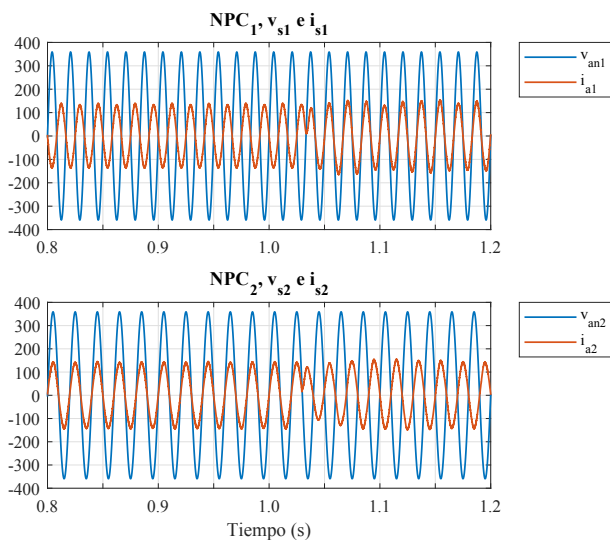 NPC1, vs1 e is1
400
300
200
100
0
-100
-200
-300
-400
0.8 0.9 1.0 1.1 1.2
van1
ia1
NPC2, vs2 e is2
400
300
200
100
0
-100
-200
-300
-400
0.8 0.9 1.0 1.1 1.2
Tiempo (s)
van2
ia2